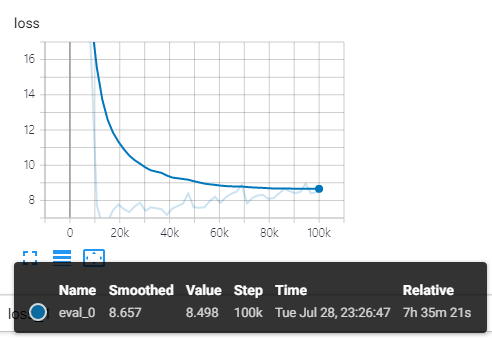 loss
16
14
12
10
8
0 20k 40k 60k 80k 100k
Name Smoothed Value Step Time Relative
eval_0 8.657 8.498 100k Tue Jul 28, 23:26:47 7h 35m 21s